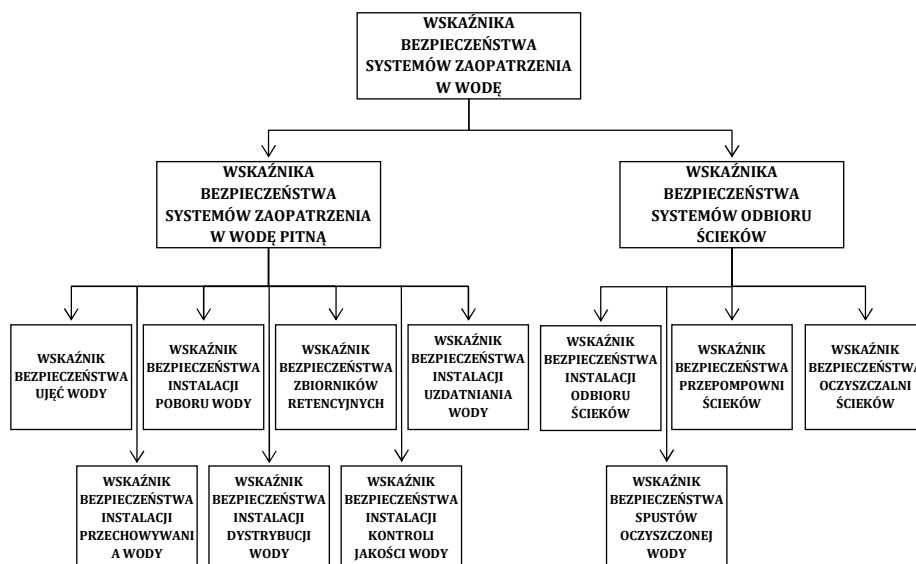 WSKAŹNIKA
BEZPIECZEŃSTWA
SYSTEMÓW ZAOPATRZENIA
W WODĘ
WSKAŹNIKA
BEZPIECZEŃSTWA
SYSTEMÓW ZAOPATRZENIA
W WODĘ PITNĄ
WSKAŹNIKA
BEZPIECZEŃSTWA
SYSTEMÓW ODBIORU
ŚCIEKÓW
WSKAŹNIK
BEZPIECZEŃSTWA
UJĘĆ WODY
WSKAŹNIK
BEZPIECZEŃSTWA
INSTALACJI
POBORU WODY
WSKAŹNIK
BEZPIECZEŃSTWA
ZBIORNIKÓW
RETENCYJNYCH
WSKAŹNIK
BEZPIECZEŃSTWA
INSTALACJI
UZDATNIANIA
WODY
WSKAŹNIK
BEZPIECZEŃSTWA
INSTALACJI
ODBIORU
ŚCIEKÓW
WSKAŹNIK
BEZPIECZEŃSTWA
PRZEPOMPOWNI
ŚCIEKÓW
WSKAŹNIK
BEZPIECZEŃSTWA
OCZYSZCZALNI
ŚCIEKÓW
WSKAŹNIK
BEZPIECZEŃSTWA
INSTALACJI
PRZECHOWYWANI
A WODY
WSKAŹNIK
BEZPIECZEŃSTWA
INSTALACJI
DYSTRYBUCJI
WODY
WSKAŹNIK
BEZPIECZEŃSTWA
INSTALACJI
KONTROLI
JAKOŚCI WODY
WSKAŹNIK
BEZPIECZEŃSTWA
SPUSTÓW
OCZYSZCZONEJ
WODY